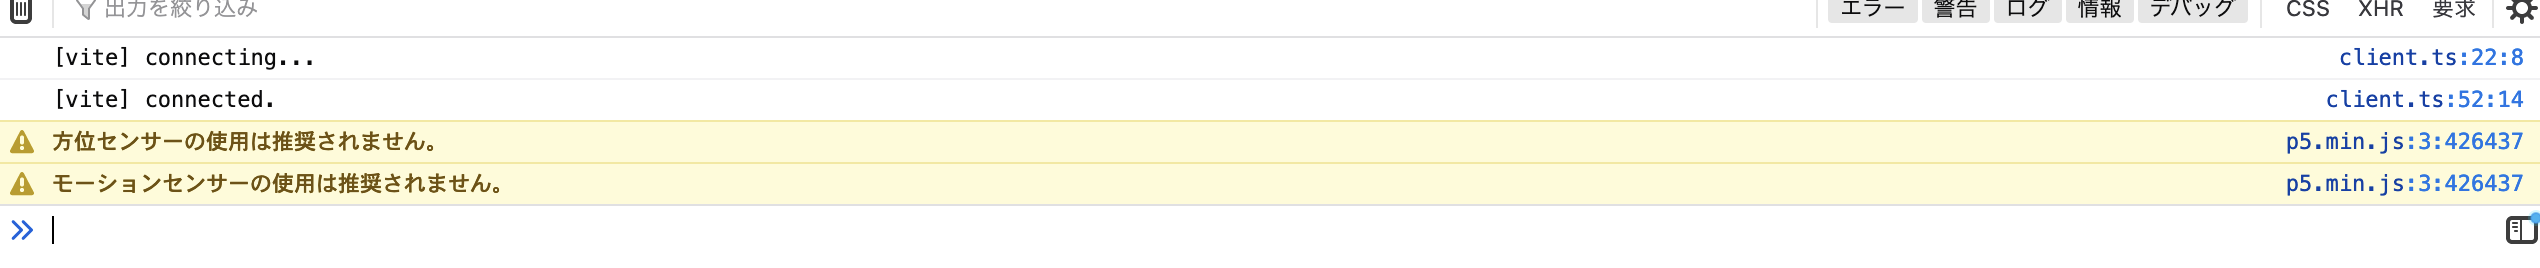 出力を絞り込み エラー 警告 ログ 情報 デバッグ CSS XHR 要求
[vite] connecting... client.ts:22:8
[vite] connected. client.ts:52:14
方位センサーの使用は推奨されません。 p5.min.js:3:426437
モーションセンサーの使用は推奨されません。 p5.min.js:3:426437